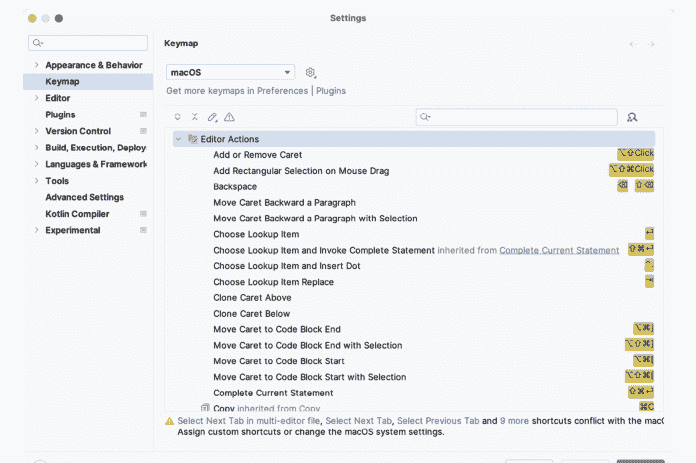 Settings
Appearance & Behavior
Keymap
Editor
Plugins
Version Control
Build, Execution, Deploy
Languages & Framework
Tools
Advanced Settings
Kotlin Compiler
Experimental
Keymap
macOS
Get more keymaps in Preferences | Plugins
Editor Actions
Add or Remove Caret ⌥⇧Click
Add Rectangular Selection on Mouse Drag ⌥⇧⌘Click
Backspace ⌫ ⇧⌫
Move Caret Backward a Paragraph
Move Caret Backward a Paragraph with Selection
Choose Lookup Item ↩
Choose Lookup Item and Invoke Complete Statement inherited from Complete Current Statement ⇧⌘↩
Choose Lookup Item and Insert Dot ^.
Choose Lookup Item Replace ⇥
Clone Caret Above
Clone Caret Below
Move Caret to Code Block End ⌥⌘]
Move Caret to Code Block End with Selection ⌥⇧⌘]
Move Caret to Code Block Start ⌥⌘[
Move Caret to Code Block Start with Selection ⌥⇧⌘[
Complete Current Statement ⇧⌘↩
Copy inherited from Copy ⌘C
Select Next Tab in multi-editor file, Select Next Tab, Select Previous Tab and 9 more shortcuts conflict with the macO
Assign custom shortcuts or change the macOS system settings.